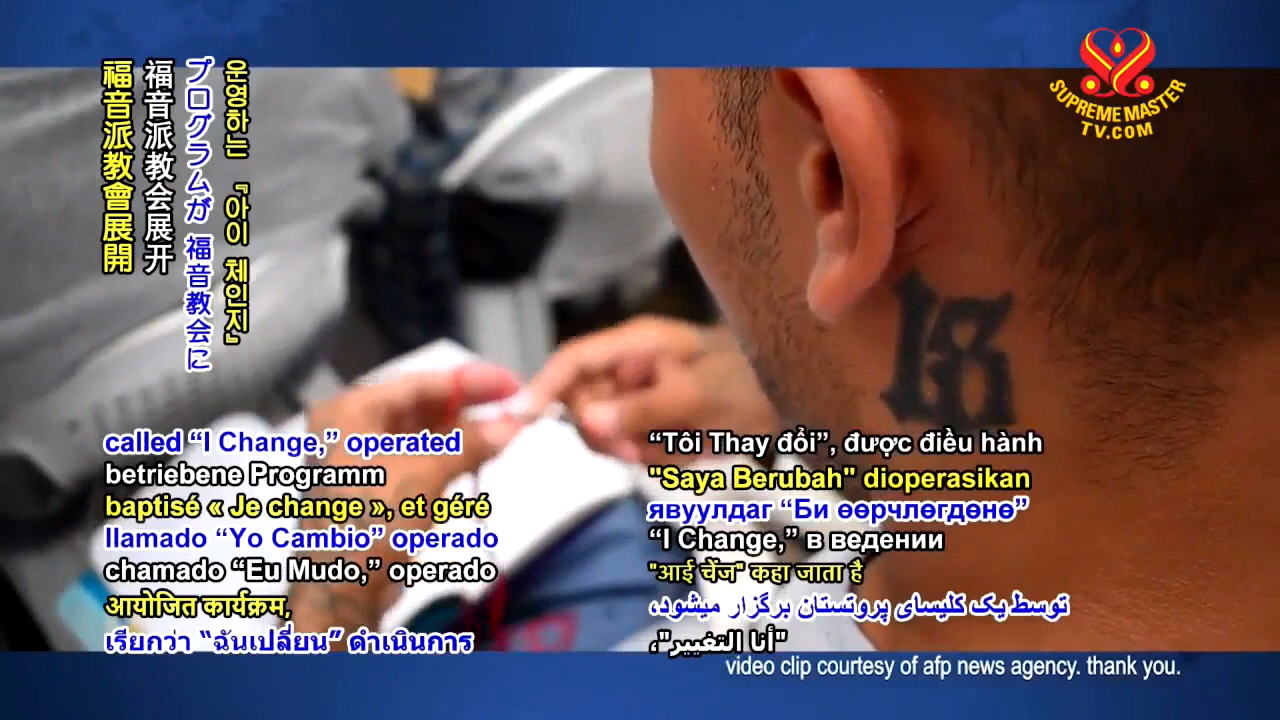 운영하는 『아이 체인지』
プログラムが 福音教会に
福音派教会展开
福音派教會展開
SUPREME MASTER
TV.COM
18
called “I Change,” operated
betriebene Programm
baptisé « Je change », et géré
llamado “Yo Cambio” operado
chamado “Eu Mudo,” operado
आयोजित कार्यक्रम,
เรียกว่า “ฉันเปลี่ยน” ดำเนินการ
“Tôi Thay đổi”, được điều hành
"Saya Berubah" dioperasikan
явуулдаг “Би өөрчлөгдөнө”
“I Change,” в ведении
"आई चेंज" कहा जाता है
توسط یک کلیسای پروتستان برگزار میشود،
"أنا التغيير"،
video clip courtesy of afp news agency. thank you.